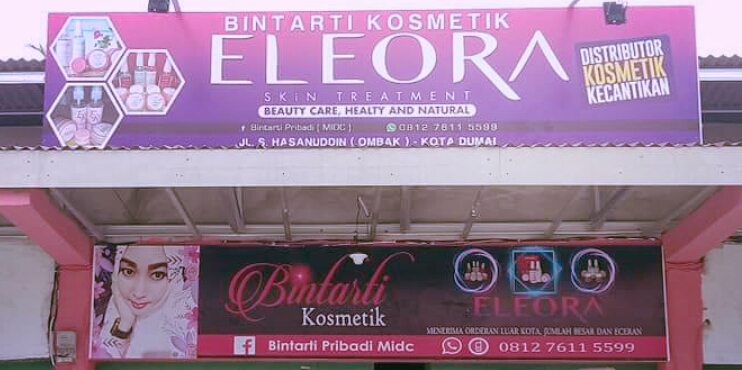 BINTARTI KOSMETIK
ELEORA
SKiN TREATMENT
BEAUTY CARE, HEALTY AND NATURAL
f Bintarti Pribadi ( MIDC )
0812 7611 5599
JL. S. HASANUDDIN ( OMBAK ) - KOTA DUMAI
DISTRIBUTOR
KOSMETIK
KECANTIKAN
Bintarti
Kosmetik
ELEORA
MENERIMA ORDERAN LUAR KOTA, JUMLAH BESAR DAN ECERAN
f Bintarti Pribadi Midc
0812 7611 5599